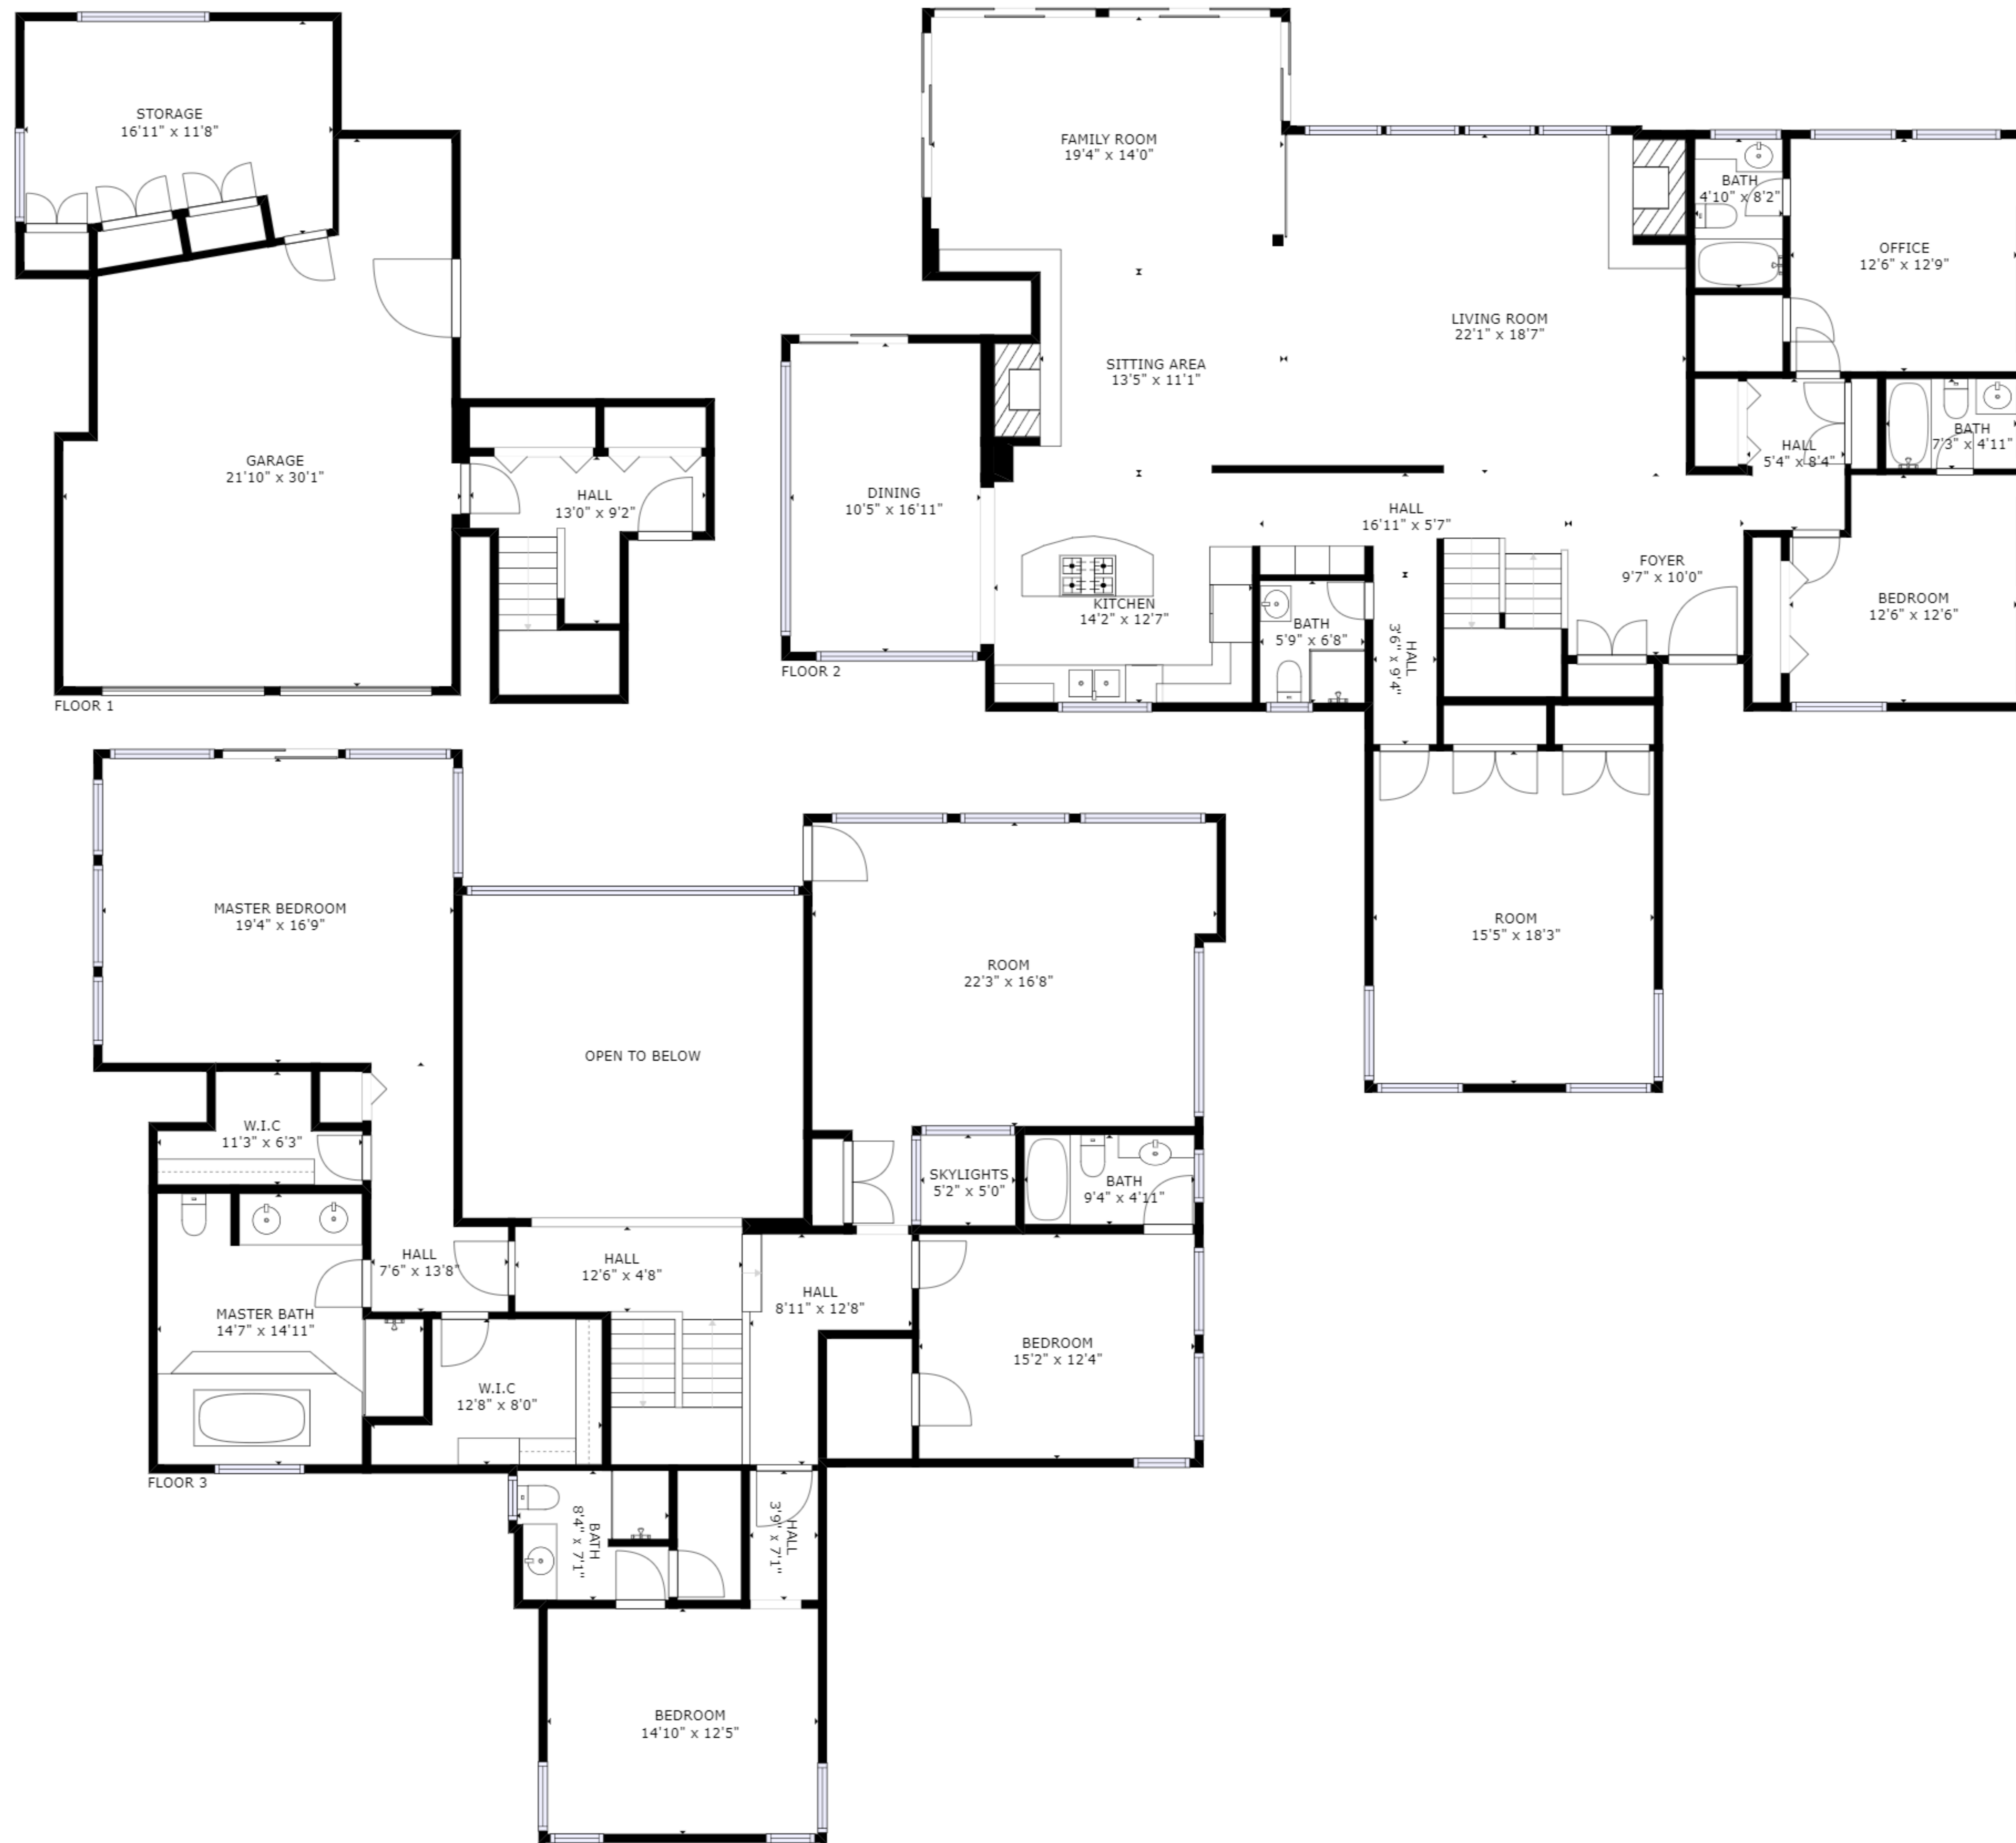 STORAGE
16'11" x 11'8"
GARAGE
21'10" x 30'1"
HALL
13'0" x 9'2"
FLOOR 1
FAMILY ROOM
19'4" x 14'0"
BATH
4'10" x 8'2"
OFFICE
12'6" x 12'9"
LIVING ROOM
22'1" x 18'7"
SITTING AREA
13'5" x 11'1"
HALL
5'4" x 8'4"
BATH
7'3" x 4'11"
DINING
10'5" x 16'11"
HALL
16'11" x 5'7"
FOYER
9'7" x 10'0"
KITCHEN
14'2" x 12'7"
BATH
5'9" x 6'8"
HALL
3'6" x 9'4"
BEDROOM
12'6" x 12'6"
ROOM
15'5" x 18'3"
FLOOR 2
MASTER BEDROOM
19'4" x 16'9"
ROOM
22'3" x 16'8"
OPEN TO BELOW
W.I.C
11'3" x 6'3"
SKYLIGHTS
5'2" x 5'0"
BATH
9'4" x 4'11"
HALL
7'6" x 13'8"
HALL
12'6" x 4'8"
HALL
8'11" x 12'8"
MASTER BATH
14'7" x 14'11"
BEDROOM
15'2" x 12'4"
W.I.C
12'8" x 8'0"
FLOOR 3
BATH
8'4" x 7'1"
HALL
3'9" x 7'1"
BEDROOM
14'10" x 12'5"